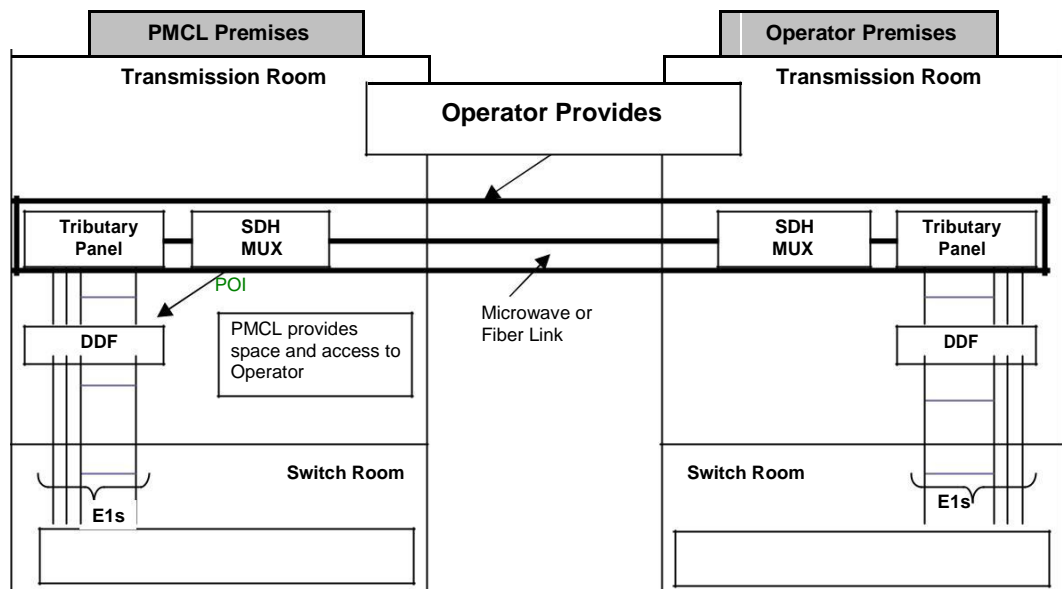 PMCL Premises
Operator Premises
Transmission Room
Transmission Room
Operator Provides
Tributary
Panel
SDH
MUX
SDH
MUX
Tributary
Panel
POI
Microwave or
Fiber Link
DDF
PMCL provides
space and access to
Operator
DDF
Switch Room
Switch Room
E1s
E1s